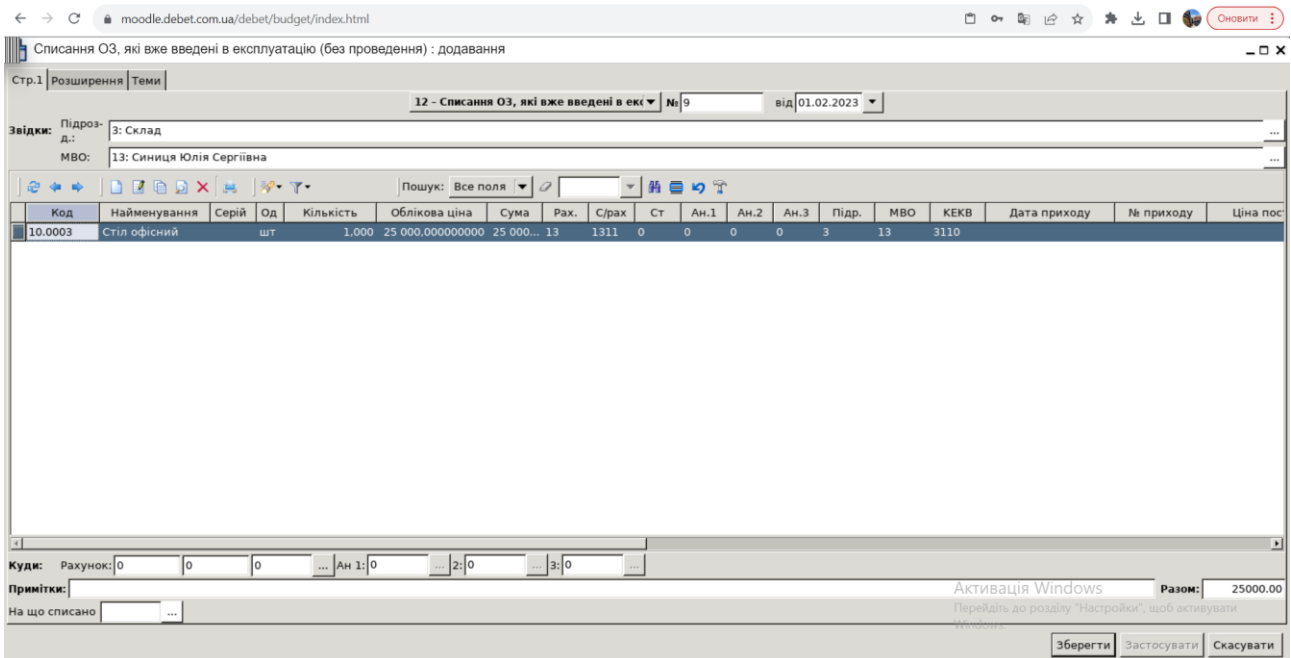 moodle.debet.com.ua/debet/budget/index.html Оновити
Списання ОЗ, які вже введені в експлуатацію (без проведення) : додавання
Стр.1 Розширення Теми
12 - Списання ОЗ, які вже введені в екс № 9 від 01.02.2023
Звідки: Підроз-д.: 3: Склад ...
МВО: 13: Синиця Юлія Сергіївна ...
Пошук: Все поля
Код Найменування Серій Од Кількість Облікова ціна Сума Рах. С/рах Ст Ан.1 Ан.2 Ан.3 Підр. МВО КЕКВ Дата приходу № приходу Ціна пос
10.0003 Стіл офісний шт 1,000 25 000,000000000 25 000... 13 1311 0 0 0 0 3 13 3110
Куди: Рахунок: 0 0 0 ... Ан 1: 0 ... 2: 0 ... 3: 0 ...
Примітки: Разом: 25000.00
На що списано ...
Активація Windows
Перейдіть до розділу "Настройки", щоб активувати
Windows.
Зберегти Застосувати Скасувати